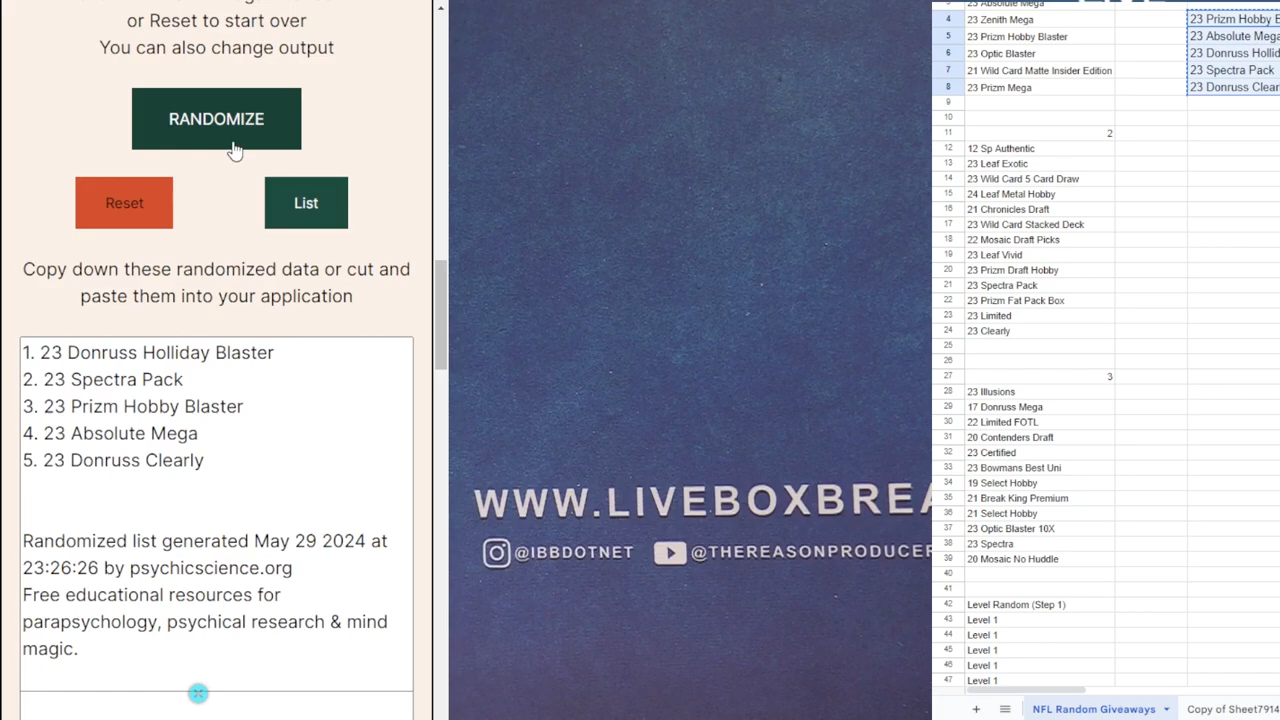 or Reset to start over
You can also change output
RANDOMIZE
Reset
List
Copy down these randomized data or cut and
paste them into your application
1. 23 Donruss Holliday Blaster
2. 23 Spectra Pack
3. 23 Prizm Hobby Blaster
4. 23 Absolute Mega
5. 23 Donruss Clearly
Randomized list generated May 29 2024 at
23:26:26 by psychicscience.org
Free educational resources for
parapsychology, psychical research & mind
magic.
WWW.LIVEBOXBREA
@IBBDOTNET
@THEREASONPRODUCER
23 Absolute Mega
4 23 Zenith Mega 23 Prizm Hobby B
5 23 Prizm Hobby Blaster 23 Absolute Mega
6 23 Optic Blaster 23 Donruss Hollid
7 21 Wild Card Matte Insider Edition 23 Spectra Pack
8 23 Prizm Mega 23 Donruss Clear
9
10
11 2
12 12 Sp Authentic
13 23 Leaf Exotic
14 23 Wild Card 5 Card Draw
15 24 Leaf Metal Hobby
16 21 Chronicles Draft
17 23 Wild Card Stacked Deck
18 22 Mosaic Draft Picks
19 23 Leaf Vivid
20 23 Prizm Draft Hobby
21 23 Spectra Pack
22 23 Prizm Fat Pack Box
23 23 Limited
24 23 Clearly
25
26
27 3
28 23 Illusions
29 17 Donruss Mega
30 22 Limited FOTL
31 20 Contenders Draft
32 23 Certified
33 23 Bowmans Best Uni
34 19 Select Hobby
35 21 Break King Premium
36 21 Select Hobby
37 23 Optic Blaster 10X
38 23 Spectra
39 20 Mosaic No Huddle
40
41
42 Level Random (Step 1)
43 Level 1
44 Level 1
45 Level 1
46 Level 1
47 Level 1
NFL Random Giveaways
Copy of Sheet7914